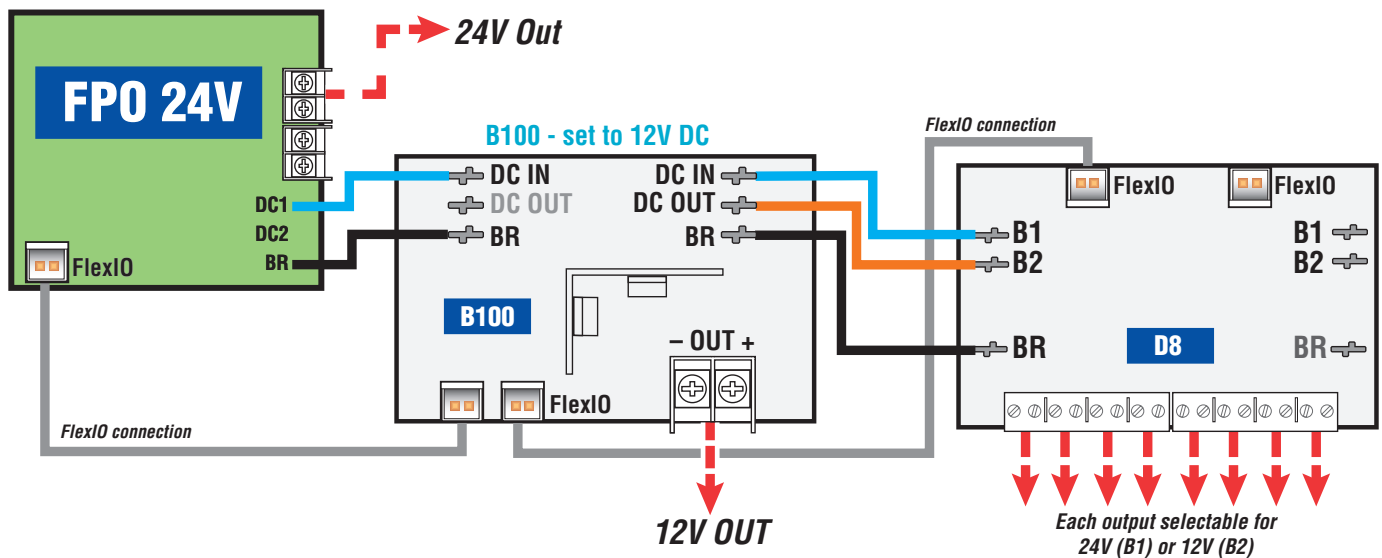 24V Out
FPO 24V
DC1
DC2
BR
FlexIO
FlexIO connection
B100 - set to 12V DC
DC IN
DC OUT
BR
DC IN
DC OUT
BR
B100
– OUT +
FlexIO
12V OUT
FlexIO connection
FlexIO
FlexIO
B1
B2
BR
B1
B2
BR
D8
Each output selectable for
24V (B1) or 12V (B2)